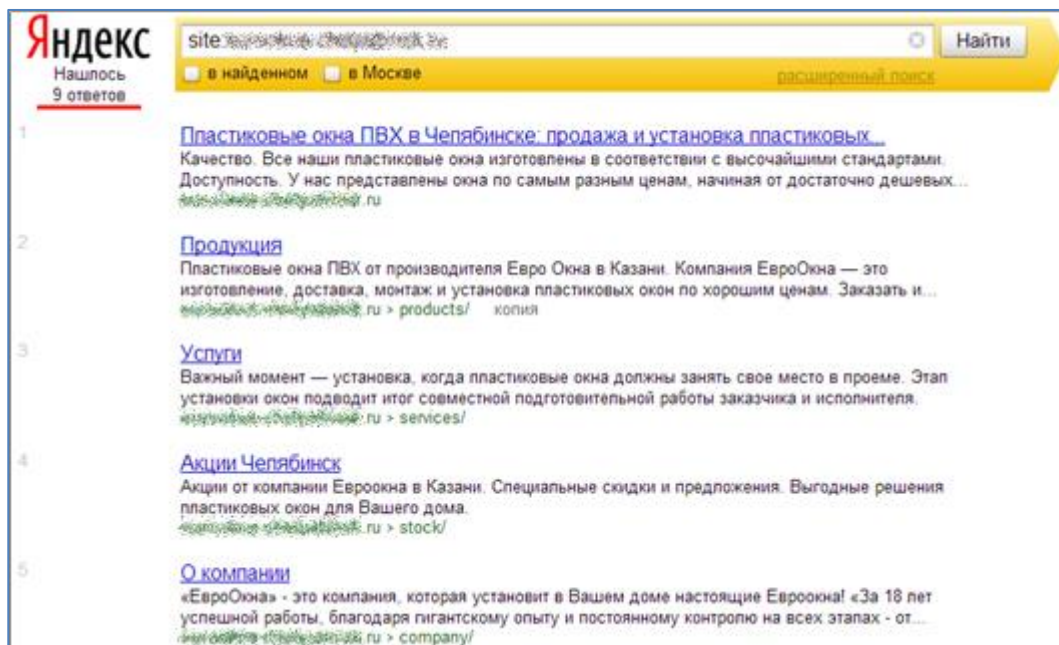 Яндекс
Нашлось
9 ответов
site:
Найти
в найденном в Москве
расширенный поиск
1
Пластиковые окна ПВХ в Челябинске: продажа и установка пластиковых...
Качество. Все наши пластиковые окна изготовлены в соответствии с высочайшими стандартами.
Доступность. У нас представлены окна по самым разным ценам, начиная от достаточно дешевых...
.ru
2
Продукция
Пластиковые окна ПВХ от производителя Евро Окна в Казани. Компания ЕвроОкна — это
изготовление, доставка, монтаж и установка пластиковых окон по хорошим ценам. Заказать и...
.ru > products/ копия
3
Услуги
Важный момент — установка, когда пластиковые окна должны занять свое место в проеме. Этап
установки окон подводит итог совместной подготовительной работы заказчика и исполнителя.
.ru > services/
4
Акции Челябинск
Акции от компании Евроокна в Казани. Специальные скидки и предложения. Выгодные решения
пластиковых окон для Вашего дома.
.ru > stock/
5
О компании
«ЕвроОкна» - это компания, которая установит в Вашем доме настоящие Евроокна! «За 18 лет
успешной работы, благодаря гигантскому опыту и постоянному контролю на всех этапах - от...
.ru > company/